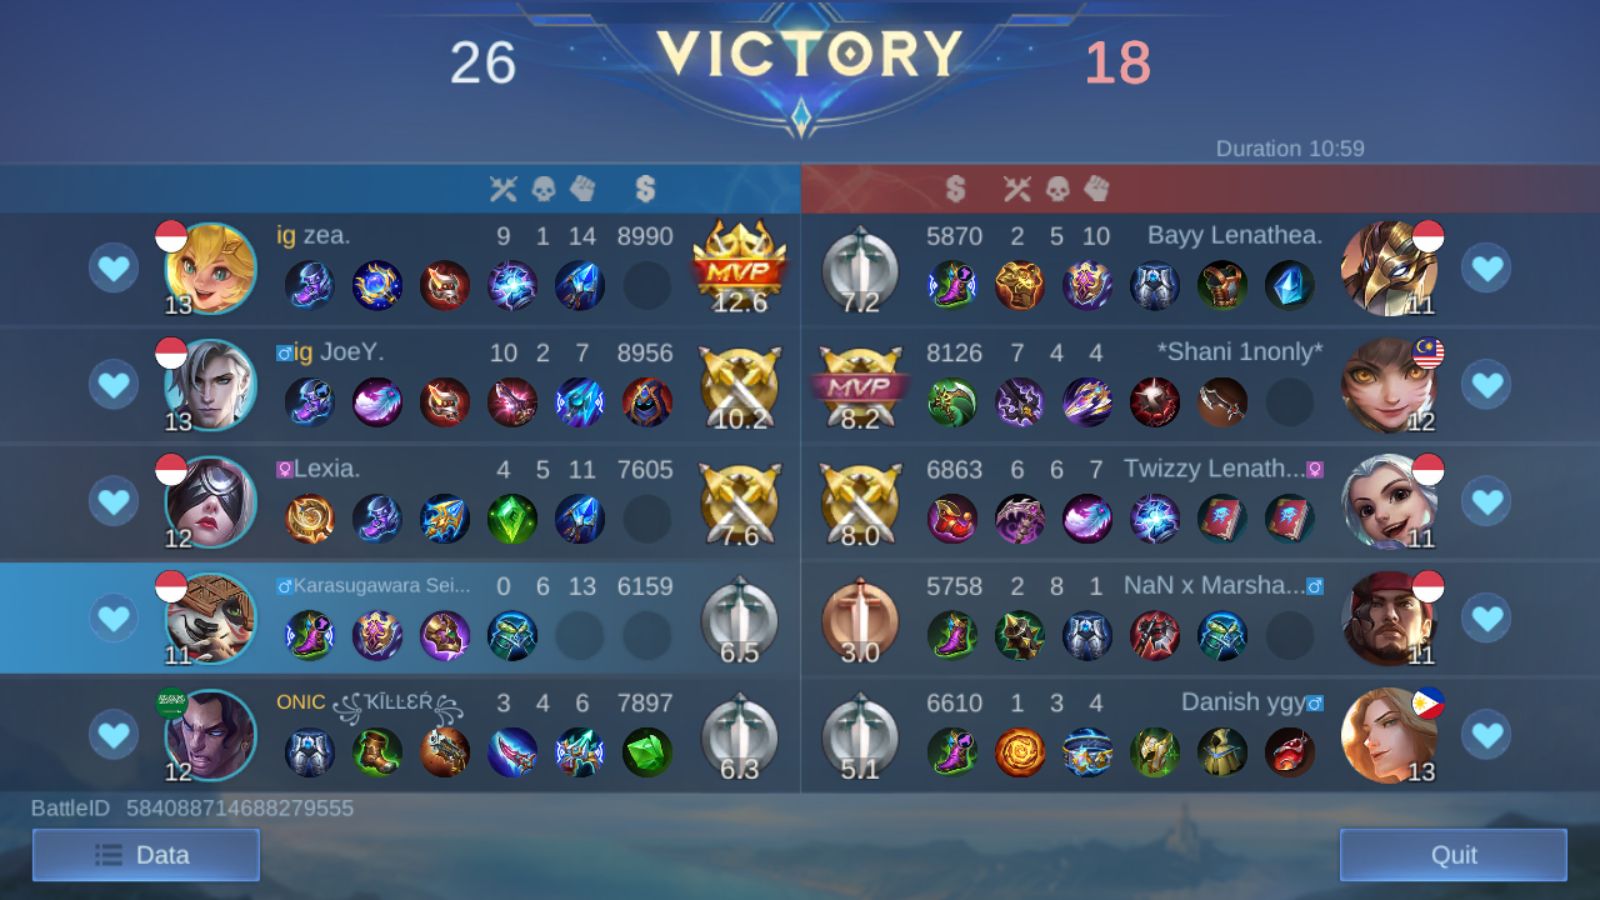 26 VICTORY 18
Duration 10:59
ig zea. 9 1 14 8990 MVP 12.6
13
7.2 5870 2 5 10 Bayy Lenathea.
11
ig JoeY. 10 2 7 8956 10.2
13
MVP 8.2 8126 7 4 4 *Shani 1nonly*
12
Lexia. 4 5 11 7605 7.6
12
8.0 6863 6 6 7 Twizzy Lenath...
11
Karasugawara Sei... 0 6 13 6159 6.5
11
3.0 5758 2 8 1 NaN x Marsha...
11
ONIC ꧁ƘĪĿĿƐŔ꧂ 3 4 6 7897 6.3
12
5.1 6610 1 3 4 Danish ygy
13
BattleID 584088714688279555
Data
Quit